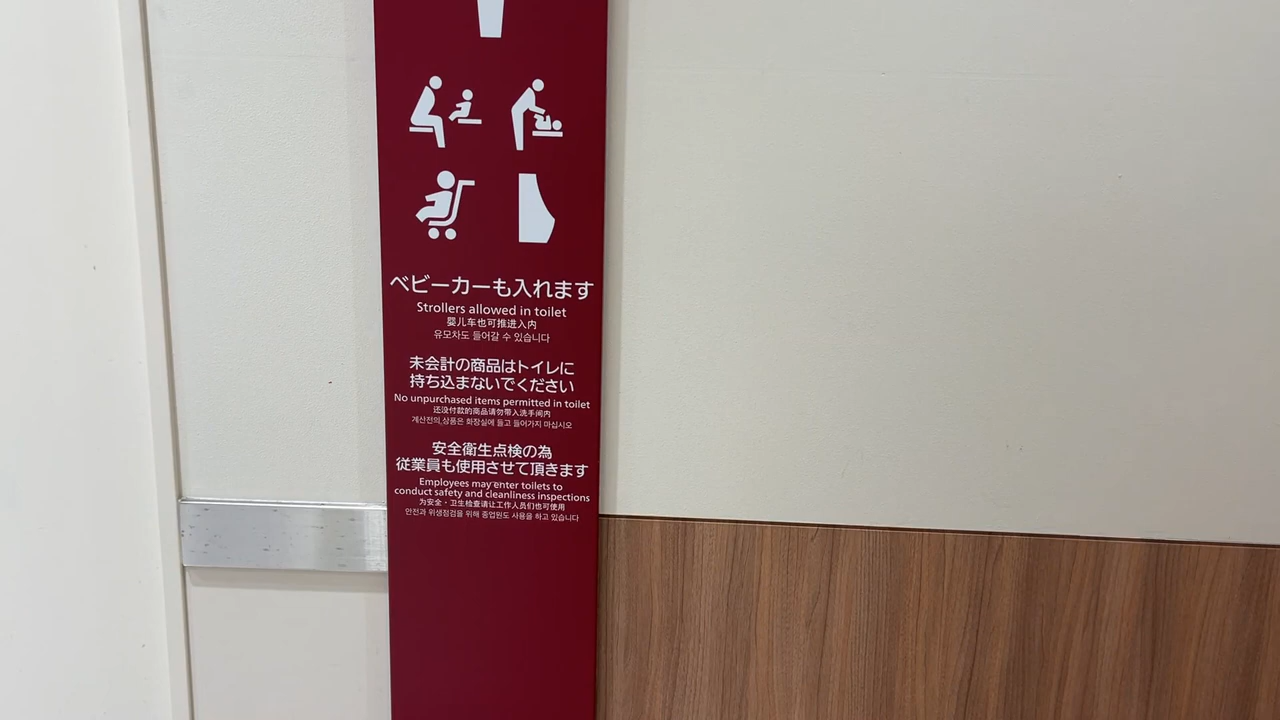 ベビーカーも入れます
Strollers allowed in toilet
婴儿车也可推进入内
유모차도 들어갈 수 있습니다
未会計の商品はトイレに
持ち込まないでください
No unpurchased items permitted in toilet
还没付款的商品请勿带入洗手间内
계산전의 상품은 화장실에 들고 들어가지 마십시오
安全衛生点検の為
従業員も使用させて頂きます
Employees may enter toilets to
conduct safety and cleanliness inspections
为安全・卫生检查请让工作人员们也可使用
안전과 위생점검을 위해 종업원도 사용을 하고 있습니다